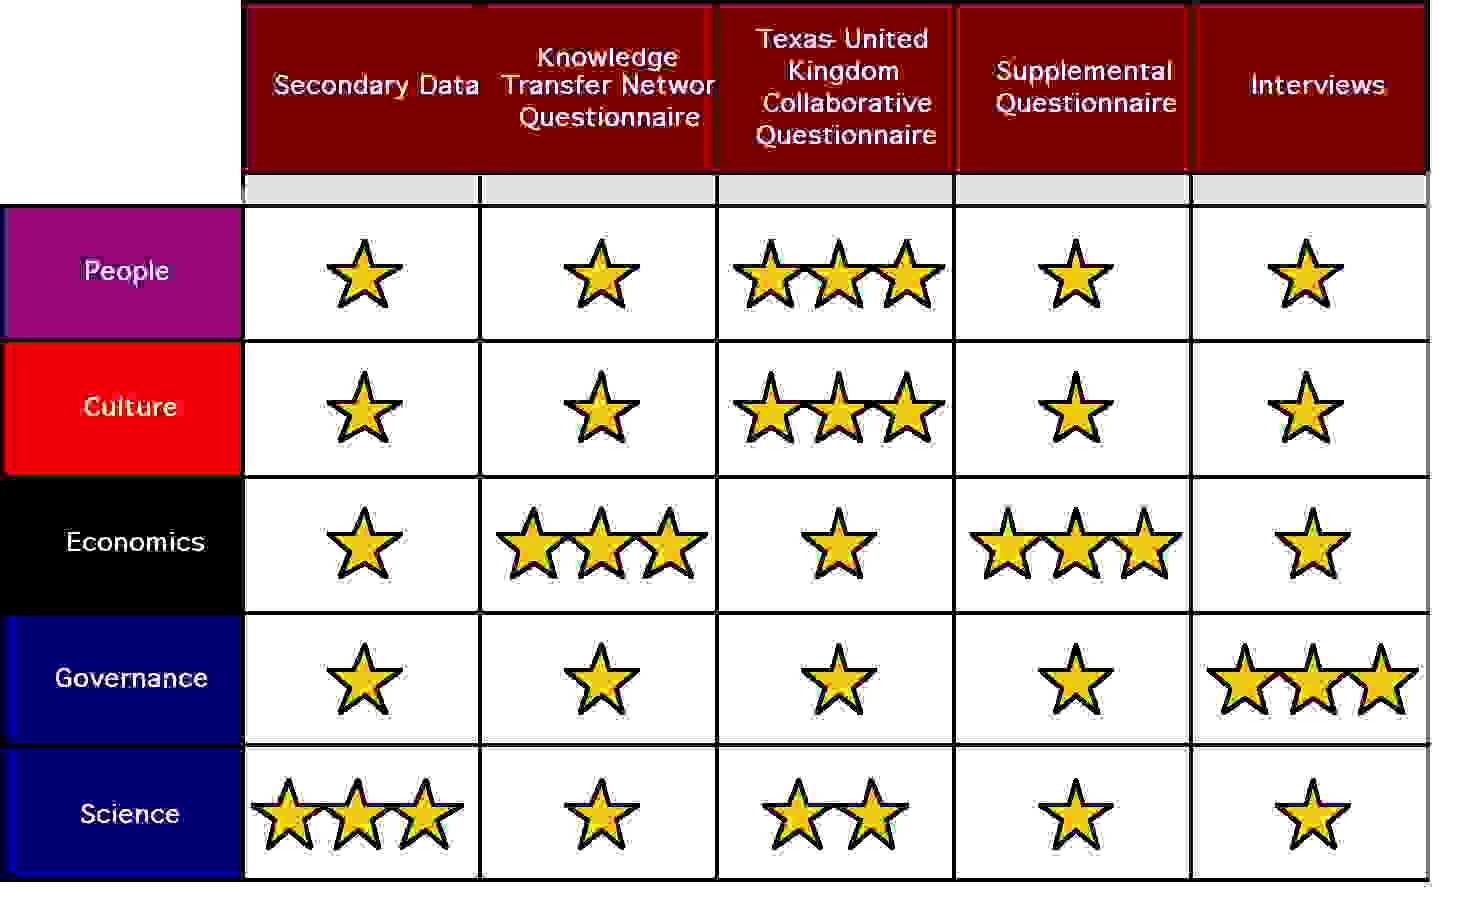 Secondary Data
Knowledge
Transfer Networ
Questionnaire
Texas- United
Kingdom
Collaborative
Questionnaire
Supplemental
Questionnaire
Interviews
People
Culture
Economics
Governance
Science